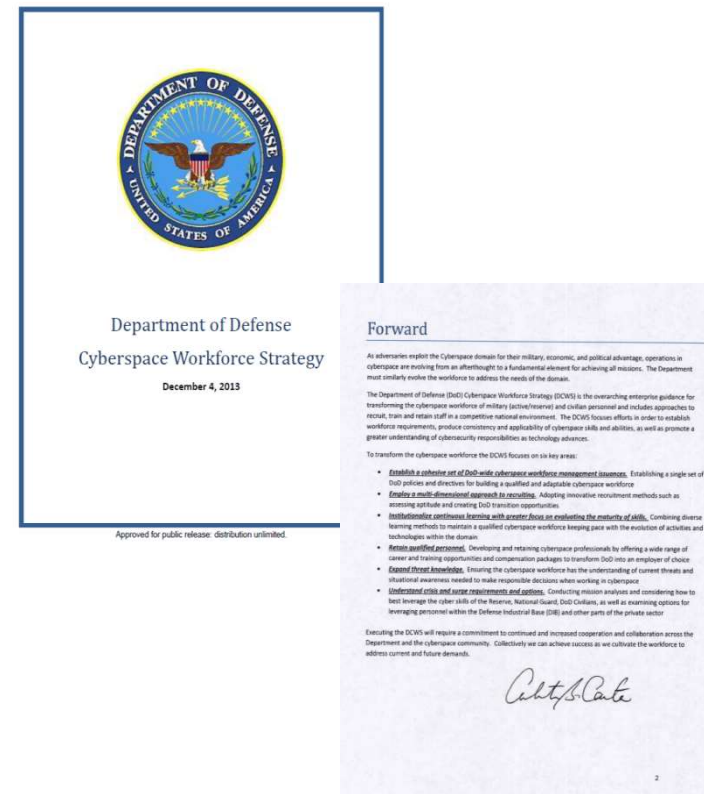 DEPARTMENT OF DEFENSE
UNITED STATES OF AMERICA
Department of Defense
Cyberspace Workforce Strategy
December 4, 2013
Approved for public release: distribution unlimited.
Forward
As adversaries exploit the Cyberspace domain for their military, economic, and political advantage, operations in
cyberspace are evolving from an afterthought to a fundamental element for achieving all missions. The Department
must similarly evolve the workforce to address the needs of the domain.
The Department of Defense (DoD) Cyberspace Workforce Strategy (DCWS) is the overarching enterprise guidance for
transforming the cyberspace workforce of military (active/reserve) and civilian personnel and includes approaches to
recruit, train and retain staff in a competitive national environment. The DCWS focuses efforts in order to establish
workforce requirements, produce consistency and applicability of cyberspace skills and abilities, as well as promote a
greater understanding of cybersecurity responsibilities as technology advances.
To transform the cyberspace workforce the DCWS focuses on six key areas:
• Establish a cohesive set of DoD-wide cyberspace workforce management issuances. Establishing a single set of
DoD policies and directives for building a qualified and adaptable cyberspace workforce
• Employ a multi-dimensional approach to recruiting. Adopting innovative recruitment methods such as
assessing aptitude and creating DoD transition opportunities
• Institutionalize continuous learning with greater focus on evaluating the maturity of skills. Combining diverse
learning methods to maintain a qualified cyberspace workforce keeping pace with the evolution of activities and
technologies within the domain
• Retain qualified personnel. Developing and retaining cyberspace professionals by offering a wide range of
career and training opportunities and compensation packages to transform DoD into an employer of choice
• Expand threat knowledge. Ensuring the cyberspace workforce has the understanding of current threats and
situational awareness needed to make responsible decisions when working in cyberspace
• Understand crisis and surge requirements and options. Conducting mission analyses and considering how to
best leverage the cyber skills of the Reserve, National Guard, DoD Civilians, as well as examining options for
leveraging personnel within the Defense Industrial Base (DIB) and other parts of the private sector
Executing the DCWS will require a commitment to continued and increased cooperation and collaboration across the
Department and the cyberspace community. Collectively we can achieve success as we cultivate the workforce to
address current and future demands.
2